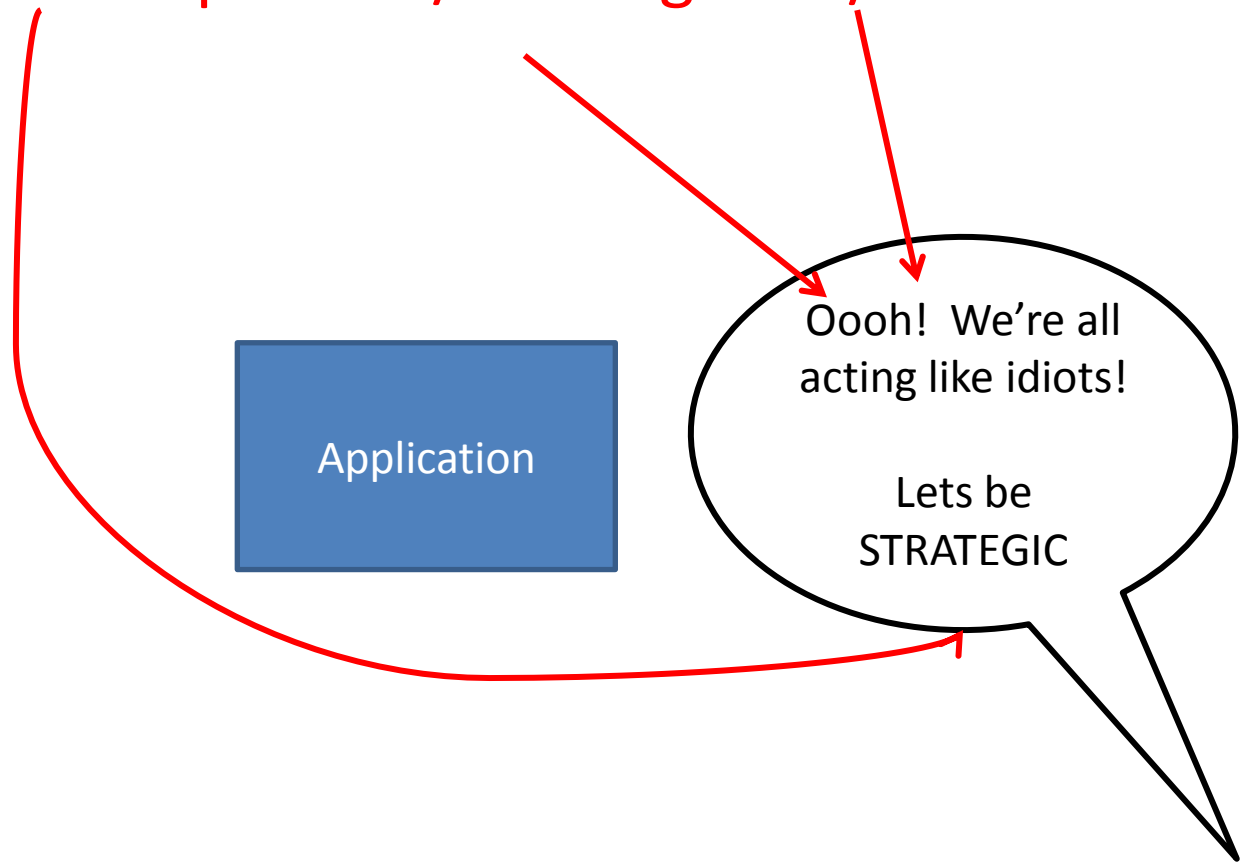 Application
Oooh! We're all
acting like idiots!
Lets be
STRATEGIC